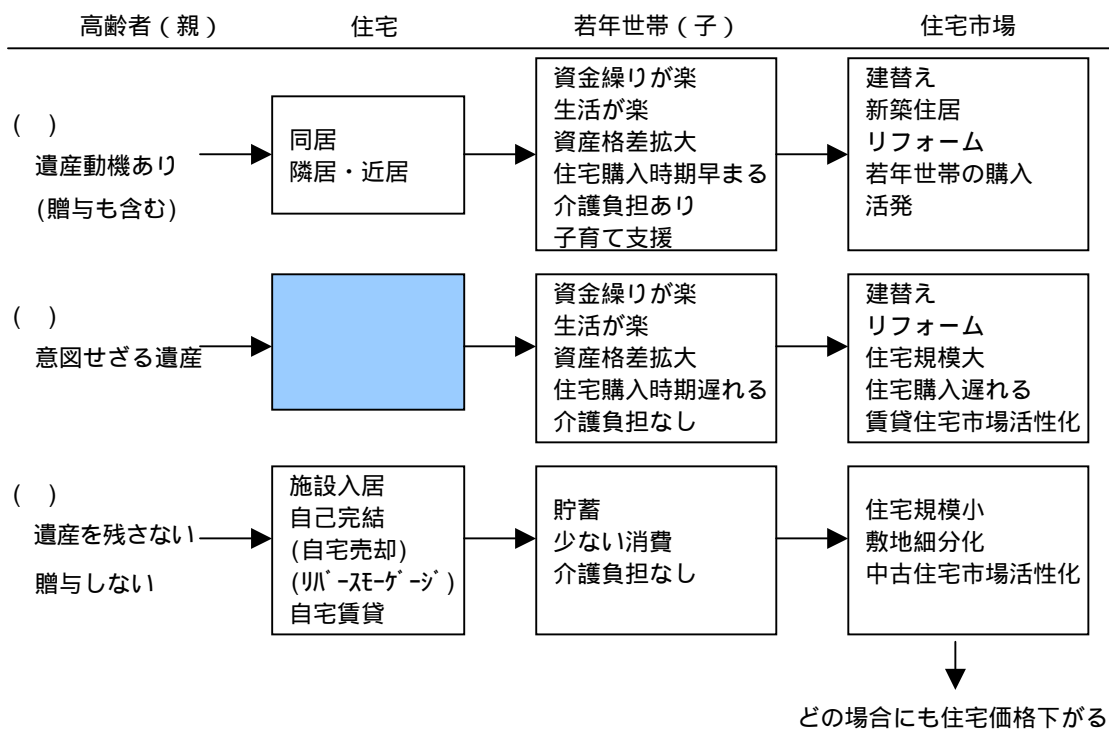 高齢者（親） 住宅 若年世帯（子） 住宅市場
( )
遺産動機あり
(贈与も含む)
同居
隣居・近居
資金繰りが楽
生活が楽
資産格差拡大
住宅購入時期早まる
介護負担あり
子育て支援
建替え
新築住居
リフォーム
若年世帯の購入
活発
( )
意図せざる遺産
資金繰りが楽
生活が楽
資産格差拡大
住宅購入時期遅れる
介護負担なし
建替え
リフォーム
住宅規模大
住宅購入遅れる
賃貸住宅市場活性化
( )
遺産を残さない
贈与しない
施設入居
自己完結
(自宅売却)
(ﾘﾊﾞｰｽﾓｰｹﾞｰｼﾞ)
自宅賃貸
貯蓄
少ない消費
介護負担なし
住宅規模小
敷地細分化
中古住宅市場活性化
どの場合にも住宅価格下がる